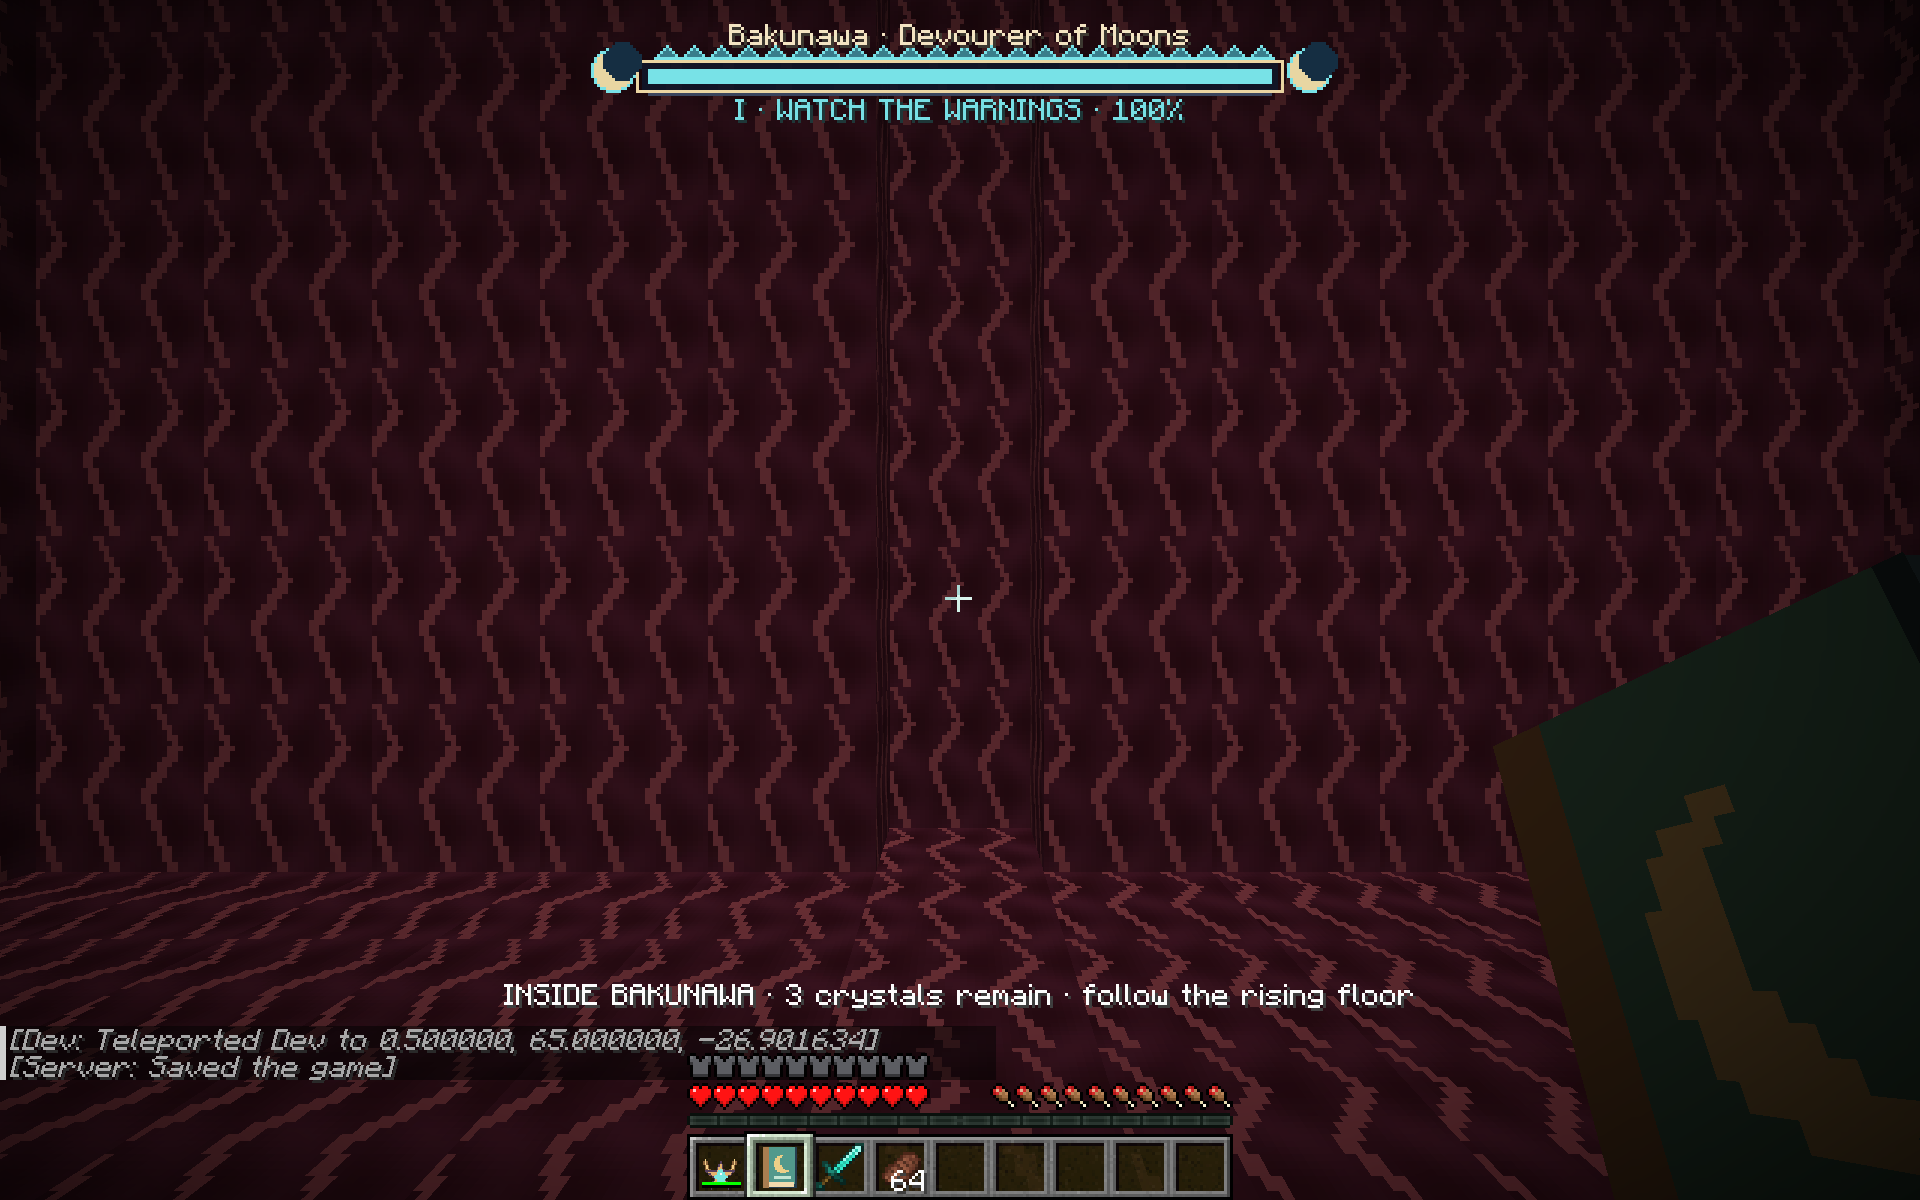 Bakunawa · Devourer of Moons
I · WATCH THE WARNINGS · 100%
INSIDE BAKUNAWA · 3 crystals remain · follow the rising floor
[Dev: Teleported Dev to 0.500000, 65.000000, -26.901634]
[Server: Saved the game]
64